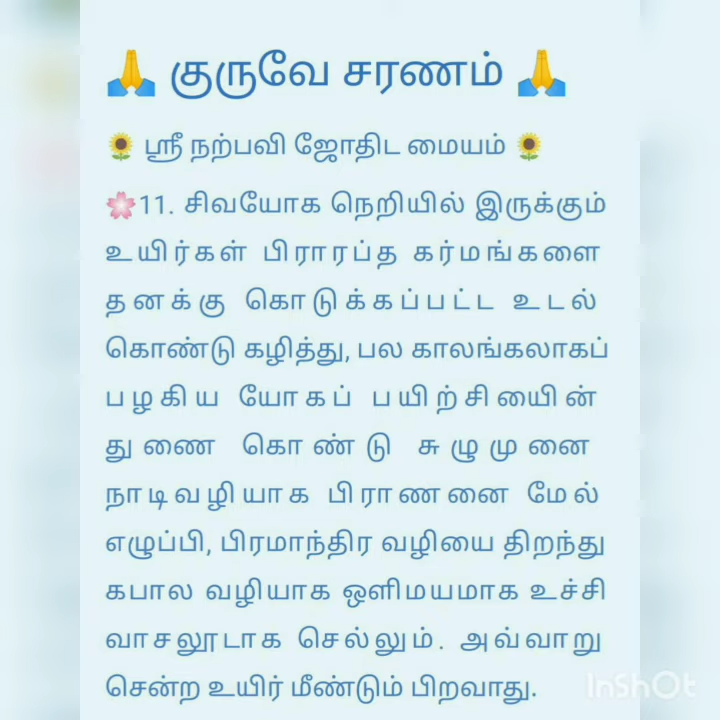 🙏 குருவே சரணம் 🙏
🌻 ஸ்ரீ நற்பவி ஜோதிட மையம் 🌻
🌸11. சிவயோக நெறியில் இருக்கும்
உயிர்கள் பிராரப்த கர்மங்களை
தனக்கு கொடுக்கப்பட்ட உடல்
கொண்டு கழித்து, பல காலங்கலாகப்
பழகிய யோகப் பயிற்சியைின்
துணை கொண்டு சுழுமுனை
நாடிவழியாக பிராணனை மேல்
எழுப்பி, பிரமாந்திர வழியை திறந்து
கபால வழியாக ஒளிமயமாக உச்சி
வாசலூடாக செல்லும். அவ்வாறு
சென்ற உயிர் மீண்டும் பிறவாது.
InShOt